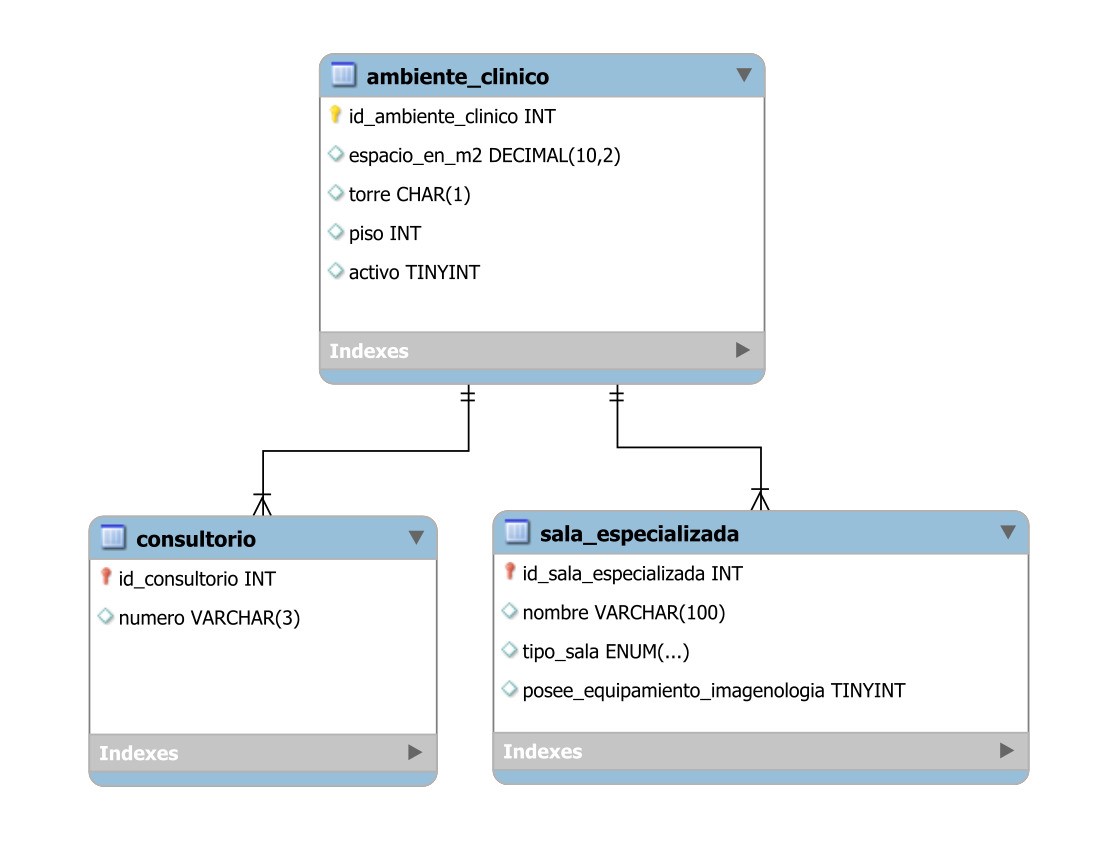 ambiente_clinico
id_ambiente_clinico INT
espacio_en_m2 DECIMAL(10,2)
torre CHAR(1)
piso INT
activo TINYINT
Indexes
consultorio
id_consultorio INT
numero VARCHAR(3)
Indexes
sala_especializada
id_sala_especializada INT
nombre VARCHAR(100)
tipo_sala ENUM(...)
posee_equipamiento_imagenologia TINYINT
Indexes